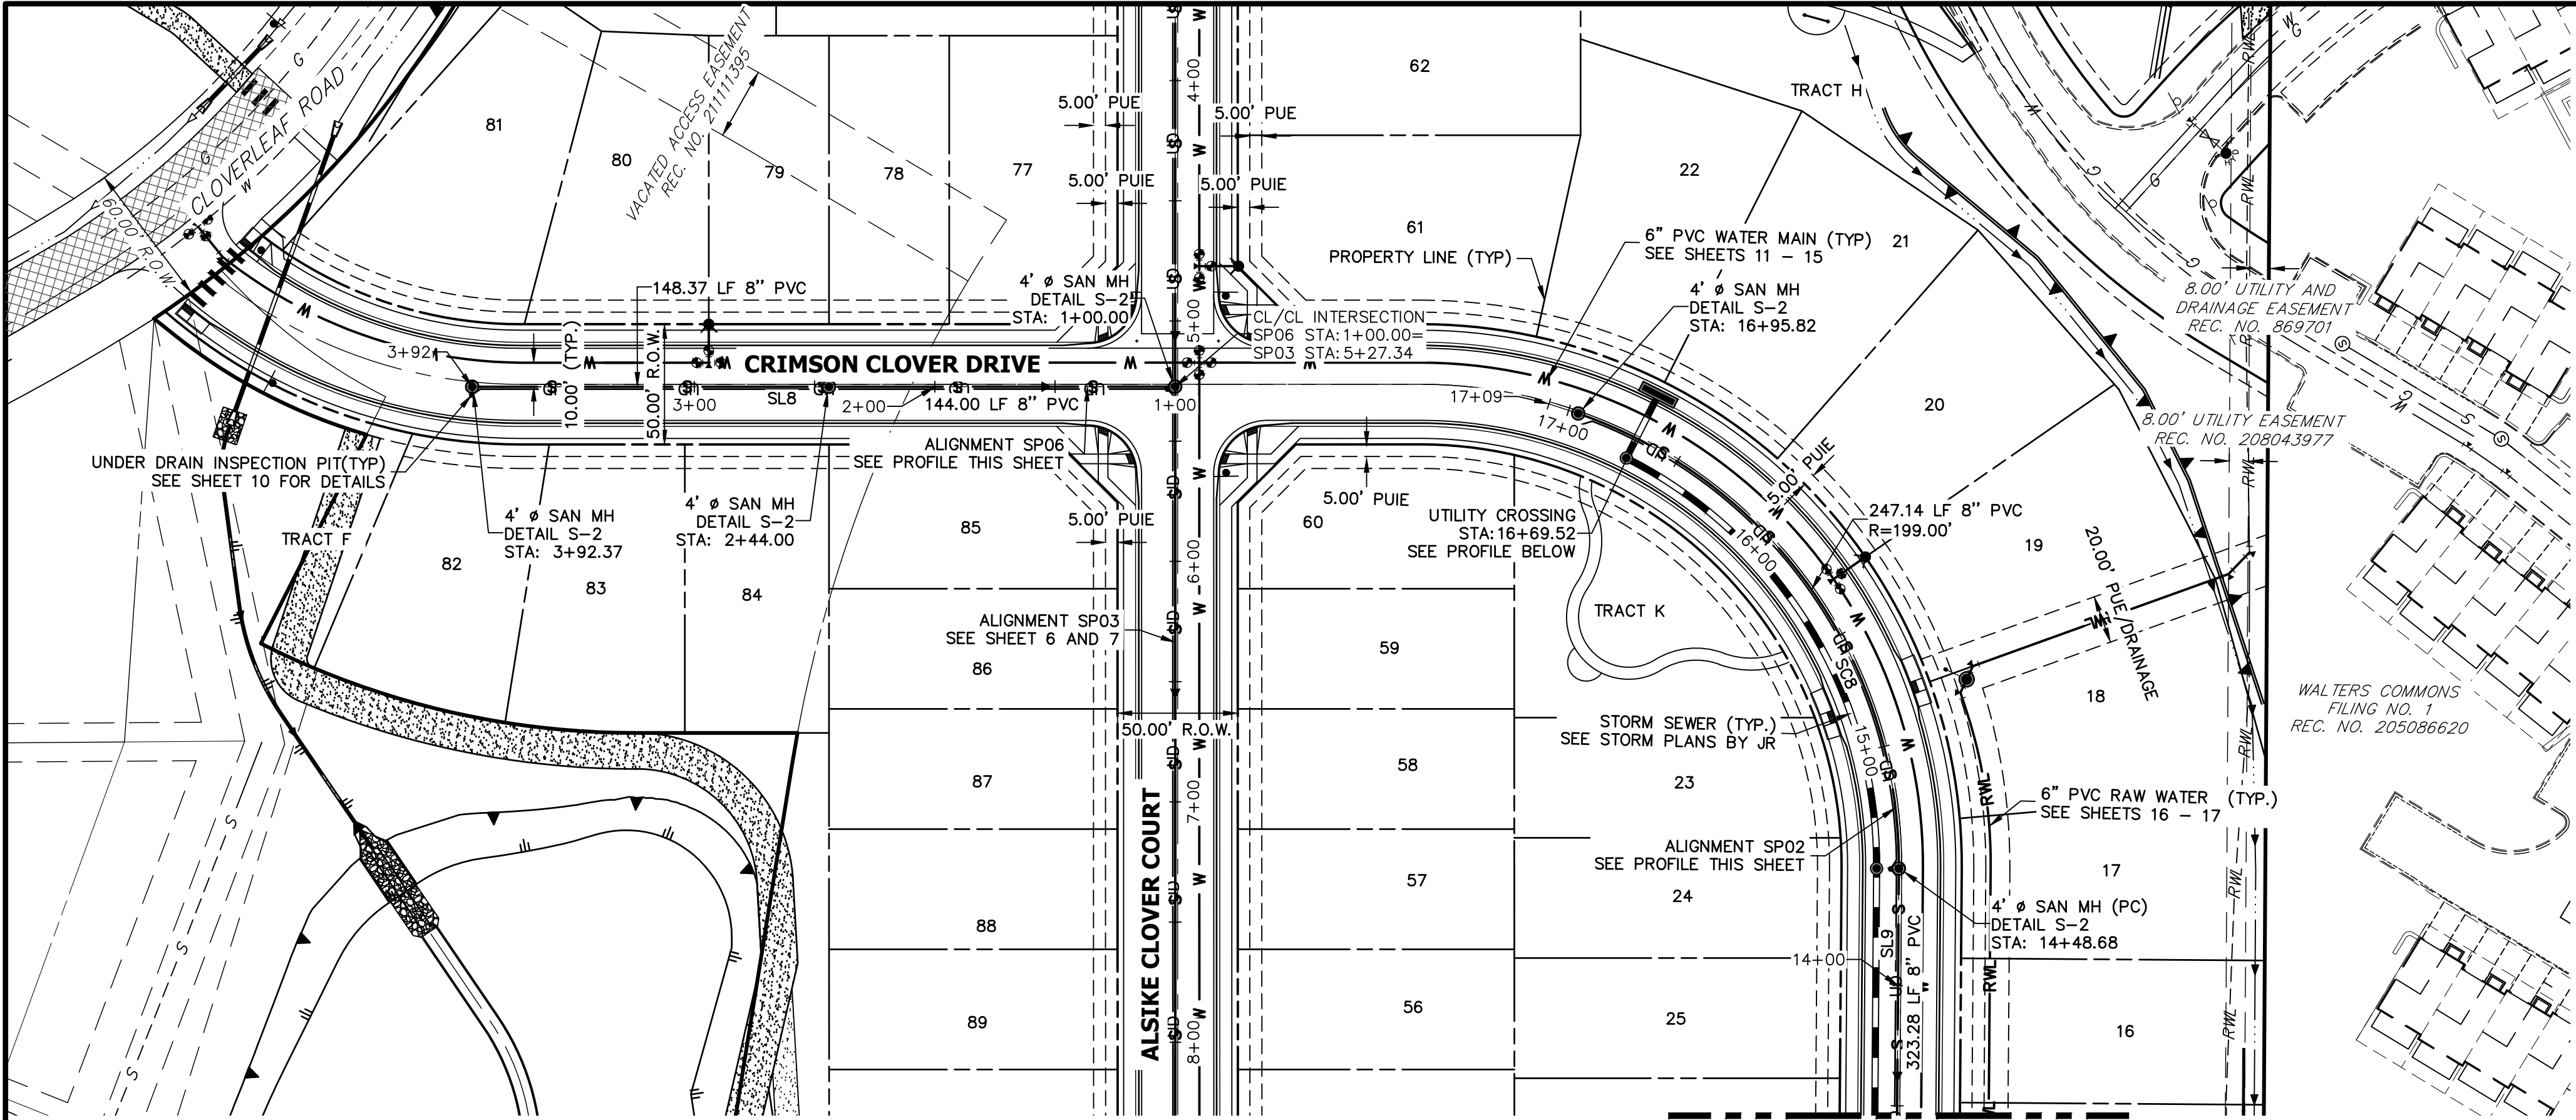 CLOVERLEAF ROAD
60.00' R.O.W.
VACATED ACCESS EASEMENT
REC. NO. 211111395
81
80
79
78
77
5.00' PUE
5.00' PUIE
5.00' PUE
5.00' PUIE
4+00
5+00
62
61
22
21
20
19
18
17
16
TRACT H
PROPERTY LINE (TYP)
6" PVC WATER MAIN (TYP)
SEE SHEETS 11 - 15
4' ø SAN MH
DETAIL S-2
STA: 16+95.82
4' ø SAN MH
DETAIL S-2
STA: 1+00.00
CL/CL INTERSECTION
SP06 STA:1+00.00=
SP03 STA:5+27.34
148.37 LF 8" PVC
CRIMSON CLOVER DRIVE
3+92
10.00' (TYP.)
50.00' R.O.W.
3+00
SL8
2+00
144.00 LF 8" PVC
1+00
ALIGNMENT SP06
SEE PROFILE THIS SHEET
UNDER DRAIN INSPECTION PIT(TYP)
SEE SHEET 10 FOR DETAILS
4' ø SAN MH
DETAIL S-2
STA: 3+92.37
4' ø SAN MH
DETAIL S-2
STA: 2+44.00
TRACT F
82
83
84
85
86
87
88
89
5.00' PUE
ALIGNMENT SP03
SEE SHEET 6 AND 7
6+00
50.00' R.O.W.
7+00
ALSIKE CLOVER COURT
8+00
60
59
58
57
56
5.00' PUIE
17+09
17+00
UTILITY CROSSING
STA:16+69.52
SEE PROFILE BELOW
16+00
5.00' PUIE
247.14 LF 8" PVC
R=199.00'
TRACT K
SC8
STORM SEWER (TYP.)
SEE STORM PLANS BY JR
15+00
23
24
25
ALIGNMENT SP02
SEE PROFILE THIS SHEET
14+00
SL9
323.28 LF 8" PVC
4' ø SAN MH (PC)
DETAIL S-2
STA: 14+48.68
6" PVC RAW WATER (TYP.)
SEE SHEETS 16 - 17
20.00' PUE/DRAINAGE
8.00' UTILITY AND
DRAINAGE EASEMENT
REC. NO. 869701
8.00' UTILITY EASEMENT
REC. NO. 208043977
WALTERS COMMONS
FILING NO. 1
REC. NO. 205086620
RWL
RWL
RWL
RWL
RWL
RWL
RWL
RWL